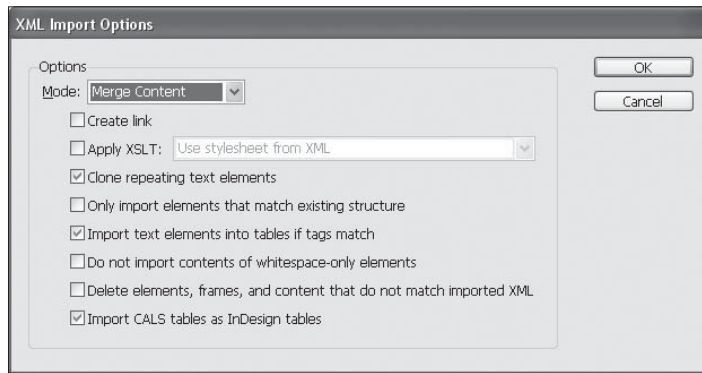 XML Import Options
Options
Mode: Merge Content
Create link
Apply XSLT: Use stylesheet from XML
Clone repeating text elements
Only import elements that match existing structure
Import text elements into tables if tags match
Do not import contents of whitespace-only elements
Delete elements, frames, and content that do not match imported XML
Import CALS tables as InDesign tables
OK
Cancel